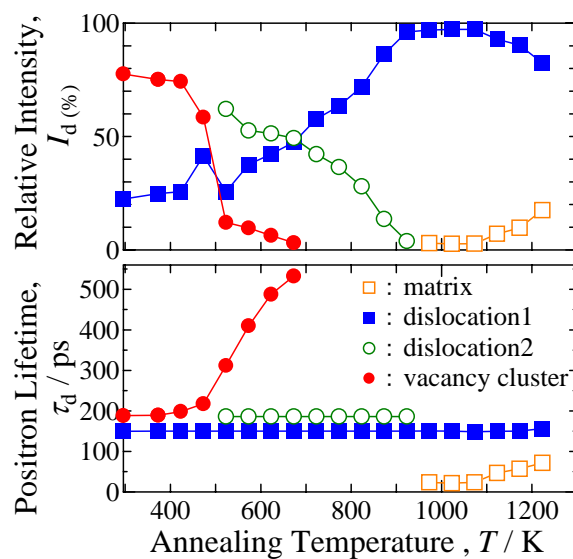 Relative Intensity,
I_d (%)
100
50
0
Positron Lifetime,
τ_d / ps
500
400
300
200
100
0
: matrix
: dislocation1
: dislocation2
: vacancy cluster
400 600 800 1000 1200
Annealing Temperature , T / K